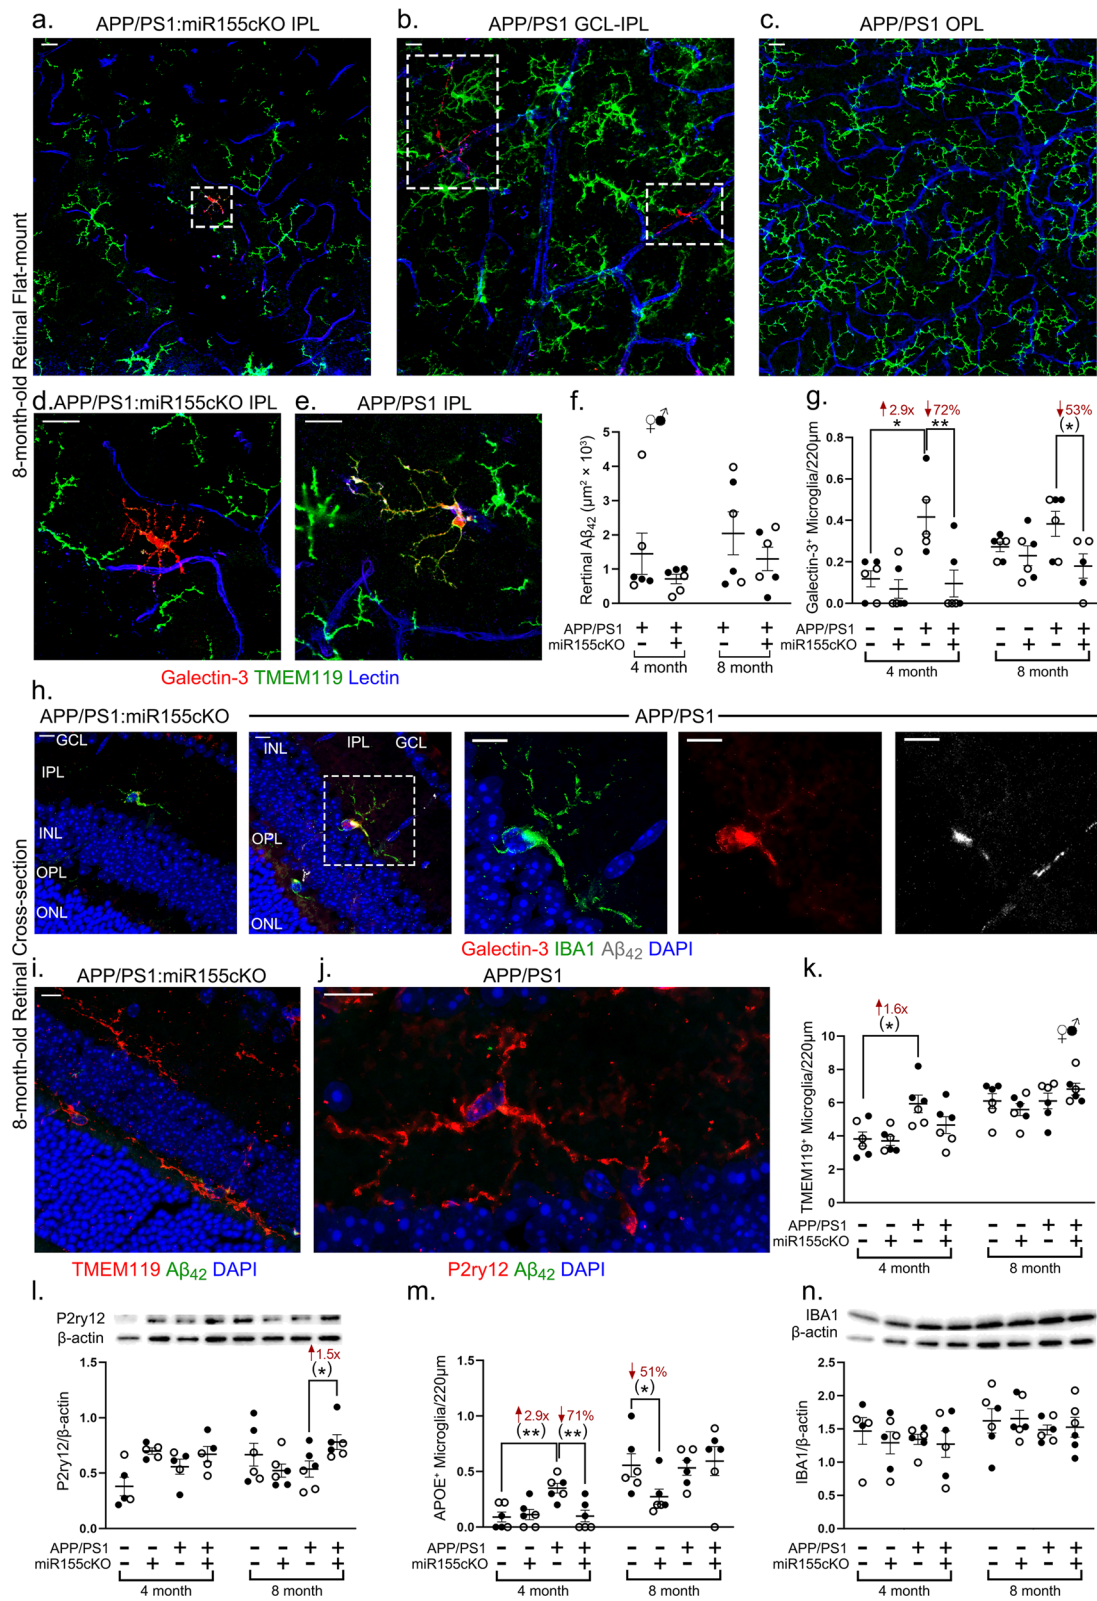 a. APP/PS1:miR155cKO IPL
b. APP/PS1 GCL-IPL
c. APP/PS1 OPL
8-month-old Retinal Flat-mount
d. APP/PS1:miR155cKO IPL
e. APP/PS1 IPL
Galectin-3 TMEM119 Lectin
f.
Rertinal Aβ42 (μm² × 10³)
5
4
3
2
1
0
APP/PS1 + + + +
miR155cKO - + - +
4 month 8 month
g.
2.9x 72% 53%
* ** (*)
Galectin-3⁺ Microglia/220μm
0.8
0.6
0.4
0.2
0.0
APP/PS1 - - + + - - + +
miR155cKO - + - + - + - +
4 month 8 month
h.
APP/PS1:miR155cKO APP/PS1
GCL
IPL
INL
OPL
ONL
INL IPL GCL
OPL
ONL
Galectin-3 IBA1 Aβ42 DAPI
8-month-old Retinal Cross-section
i. APP/PS1:miR155cKO
TMEM119 Aβ42 DAPI
j. APP/PS1
P2ry12 Aβ42 DAPI
k.
1.6x
(*)
TMEM119⁺ Microglia/220μm
10
8
6
4
2
0
APP/PS1 - - + + - - + +
miR155cKO - + - + - + - +
4 month 8 month
l.
P2ry12
β-actin
1.5x
(*)
P2ry12/β-actin
1.5
1.0
0.5
0.0
APP/PS1 - - + + - - + +
miR155cKO - + - + - + - +
4 month 8 month
m.
51%
(*)
2.9x 71%
(**) (**)
APOE⁺ Microglia/220μm
1.5
1.0
0.5
0.0
APP/PS1 - - + + - - + +
miR155cKO - + - + - + - +
4 month 8 month
n.
IBA1
β-actin
IBA1/β-actin
2.5
2.0
1.5
1.0
0.5
0.0
APP/PS1 - - + + - - + +
miR155cKO - + - + - + - +
4 month 8 month